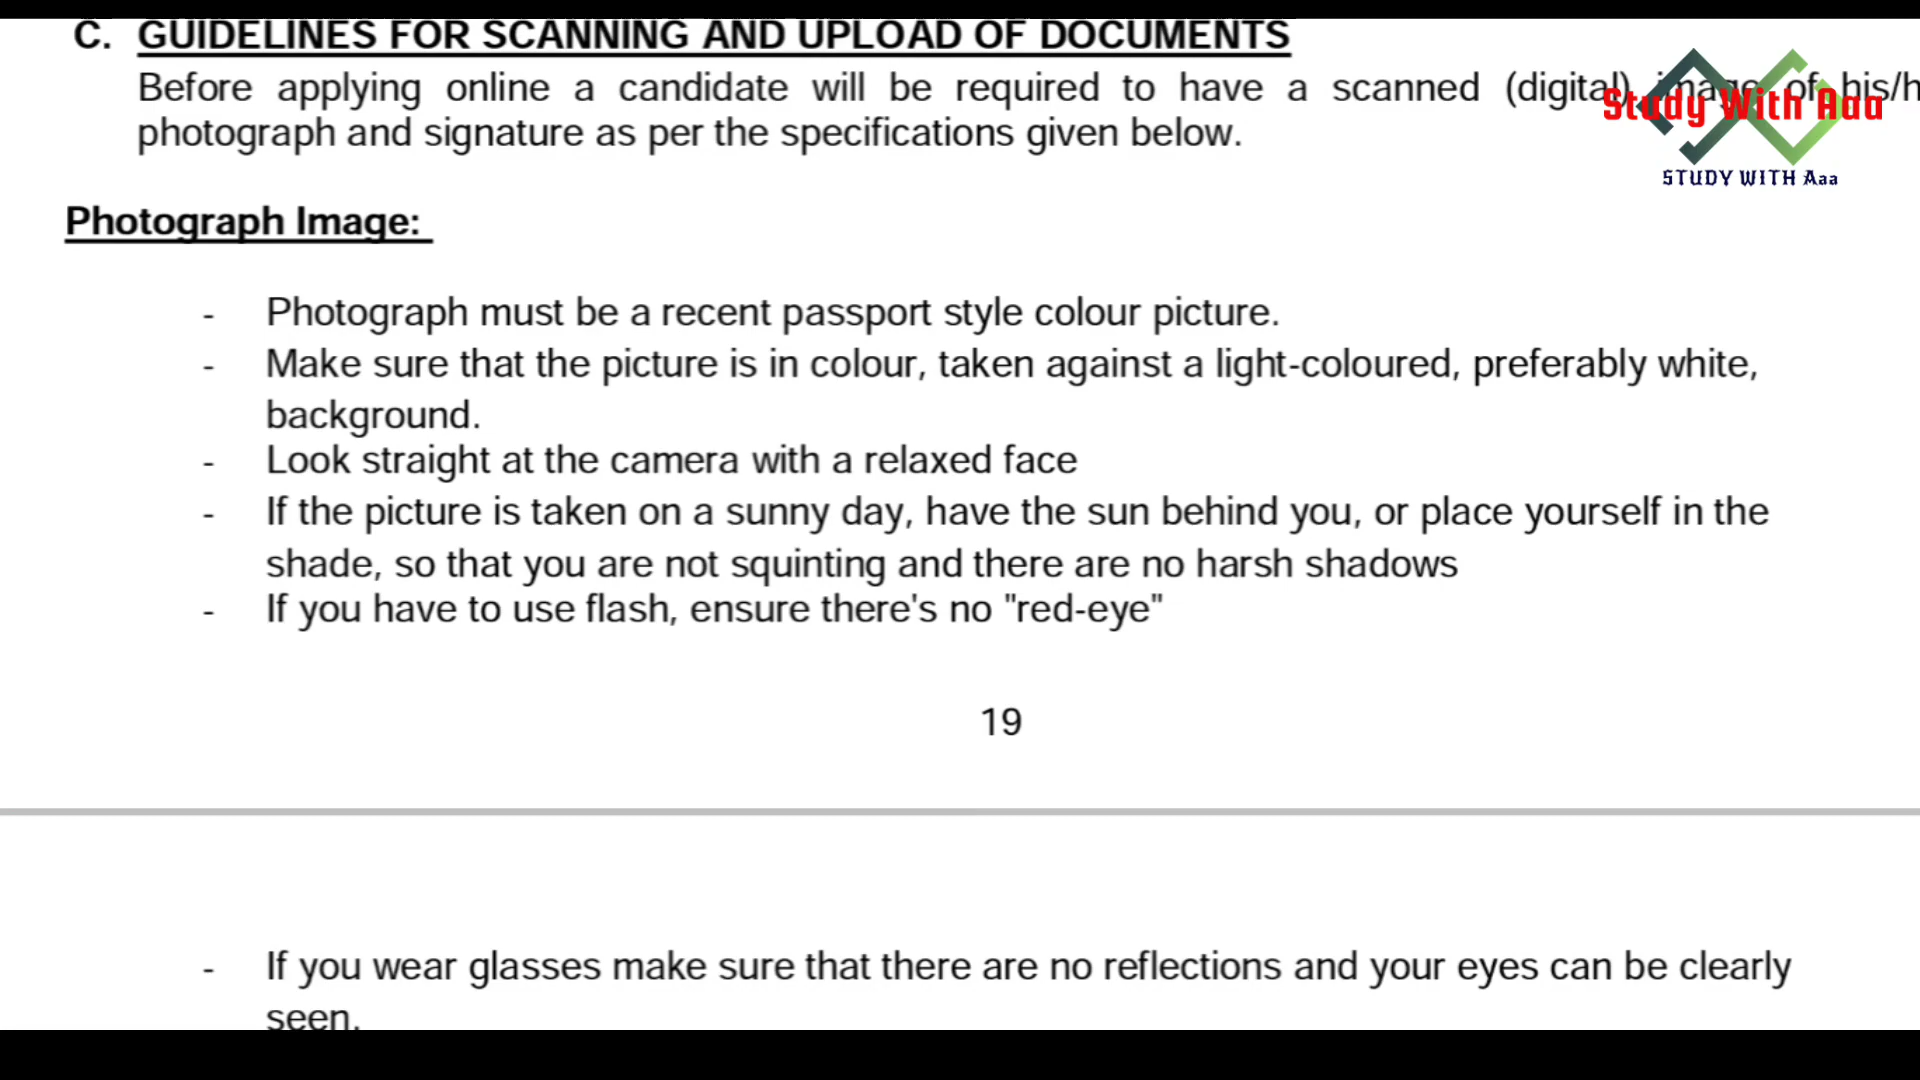 C. GUIDELINES FOR SCANNING AND UPLOAD OF DOCUMENTS
Before applying online a candidate will be required to have a scanned (digital) image of his/h
photograph and signature as per the specifications given below.
Study With Aaa
STUDY WITH Aaa
Photograph Image:
- Photograph must be a recent passport style colour picture.
- Make sure that the picture is in colour, taken against a light-coloured, preferably white,
background.
- Look straight at the camera with a relaxed face
- If the picture is taken on a sunny day, have the sun behind you, or place yourself in the
shade, so that you are not squinting and there are no harsh shadows
- If you have to use flash, ensure there's no "red-eye"
19
- If you wear glasses make sure that there are no reflections and your eyes can be clearly
seen.